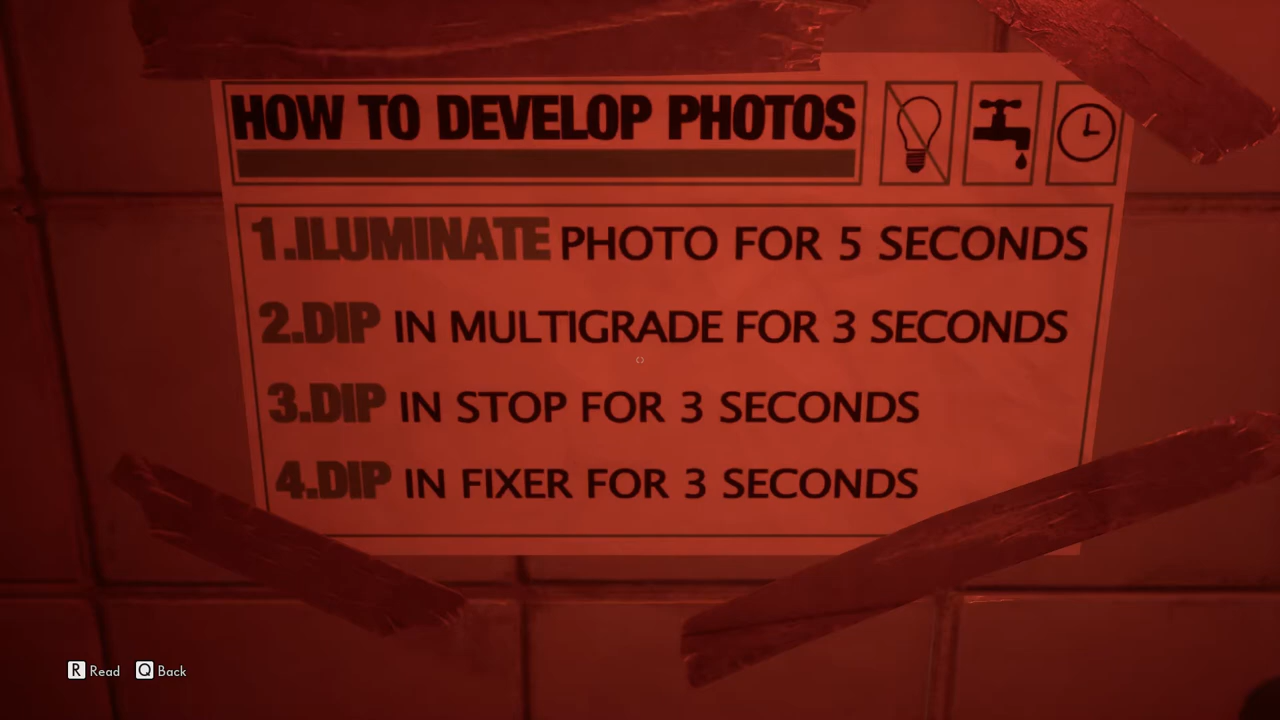 HOW TO DEVELOP PHOTOS
1.ILUMINATE PHOTO FOR 5 SECONDS
2.DIP IN MULTIGRADE FOR 3 SECONDS
3.DIP IN STOP FOR 3 SECONDS
4.DIP IN FIXER FOR 3 SECONDS
R Read Q Back